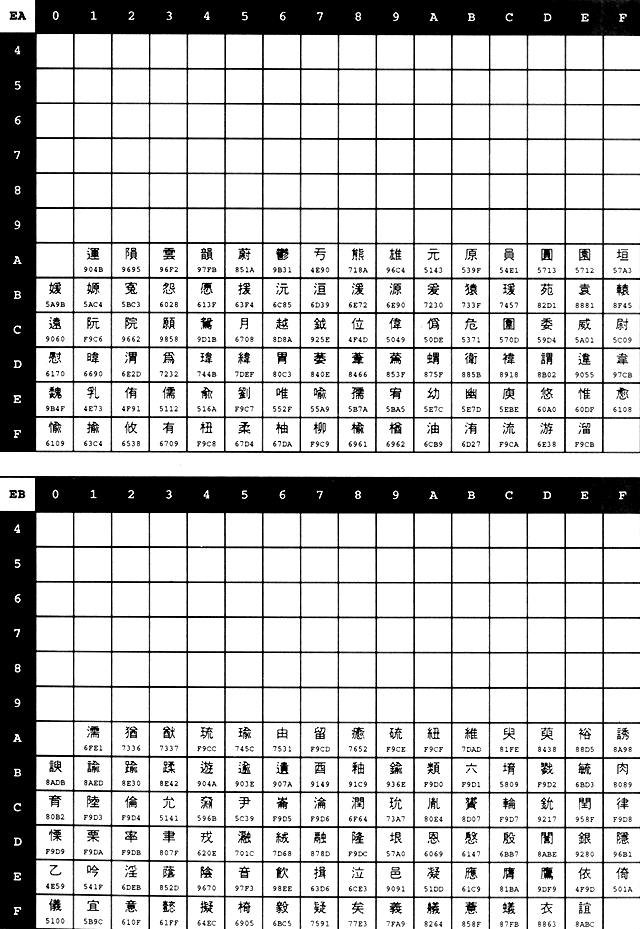 EA 0 1 2 3 4 5 6 7 8 9 A B C D E F
4
5
6
7
8
9
A 運 隕 雲 韻 蔚 鬱 亐 熊 雄 元 原 員 圓 園 垣
904B 9695 96F2 97FB 851A 9B31 4E90 718A 96C4 5143 539F 54E1 5713 5712 57A3
B 媛 嫄 寃 怨 愿 援 沅 洹 湲 源 爰 猿 瑗 苑 袁 轅
5A9B 5AC4 5BC3 6028 613F 63F4 6C85 6D39 6E72 6E90 7230 733F 7457 82D1 8881 8F45
C 遠 阮 院 願 鴛 月 越 鉞 位 偉 僞 危 圍 委 威 尉
9060 F9C6 9662 9858 9D1B 6708 8D8A 925E 4F4D 5049 50DE 5371 570D 59D4 5A01 5C09
D 慰 暐 渭 爲 瑋 緯 胃 萎 葦 蔿 蝟 衛 褘 謂 違 韋
6170 6690 6E2D 7232 744B 7DEF 80C3 840E 8466 853F 875F 885B 8918 8B02 9055 97CB
E 魏 乳 侑 儒 兪 劉 唯 喩 孺 宥 幼 幽 庾 悠 惟 愈
9B4F 4E73 4F91 5112 516A F9C7 552F 55A9 5B7A 5BA5 5E7C 5E7D 5EBE 60A0 60DF 6108
F 愉 揄 攸 有 杻 柔 柚 柳 楡 楢 油 洧 流 游 溜
6109 63C4 6538 6709 F9C8 67D4 67DA F9C9 6961 6962 6CB9 6D27 F9CA 6E38 F9CB
EB 0 1 2 3 4 5 6 7 8 9 A B C D E F
4
5
6
7
8
9
A 濡 猶 猷 琉 瑜 由 留 癒 硫 紐 維 臾 萸 裕 誘
6FE1 7336 7337 F9CC 745C 7531 F9CD 7652 F9CE F9CF 7DAD 81FE 8438 88D5 8A98
B 諛 諭 踰 蹂 遊 逾 遺 酉 釉 鍮 類 六 堉 戮 毓 肉
8ADB 8AED 8E30 8E42 904A 903E 907A 9149 91C9 936E F9D0 F9D1 5809 F9D2 6BD3 8089
C 育 陸 倫 允 奫 尹 崙 淪 潤 玧 胤 贇 輪 鈗 閏 律
80B2 F9D3 F9D4 5141 596B 5C39 F9D5 F9D6 6F64 73A7 80E4 8D07 F9D7 9217 958F F9D8
D 慄 栗 率 聿 戎 瀜 絨 融 隆 垠 恩 慇 殷 誾 銀 隱
F9D9 F9DA F9DB 807F 620E 701C 7D68 878D F9DC 57A0 6069 6147 6BB7 8ABE 9280 96B1
E 乙 吟 淫 蔭 陰 音 飮 揖 泣 邑 凝 應 膺 鷹 依 倚
4E59 541F 6DEB 852D 9670 97F3 98EE 63D6 6CE3 9091 51DD 61C9 81BA 9DF9 4F9D 501A
F 儀 宜 意 懿 擬 椅 毅 疑 矣 義 艤 薏 蟻 衣 誼
5100 5B9C 610F 61FF 64EC 6905 6BC5 7591 77E3 7FA9 8264 858F 87FB 8863 8ABC